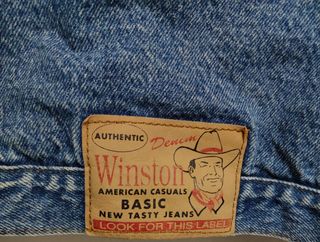 AUTHENTIC
Denim
Winston
AMERICAN CASUALS
BASIC
NEW TASTY JEANS
LOOK FOR THIS LABEL